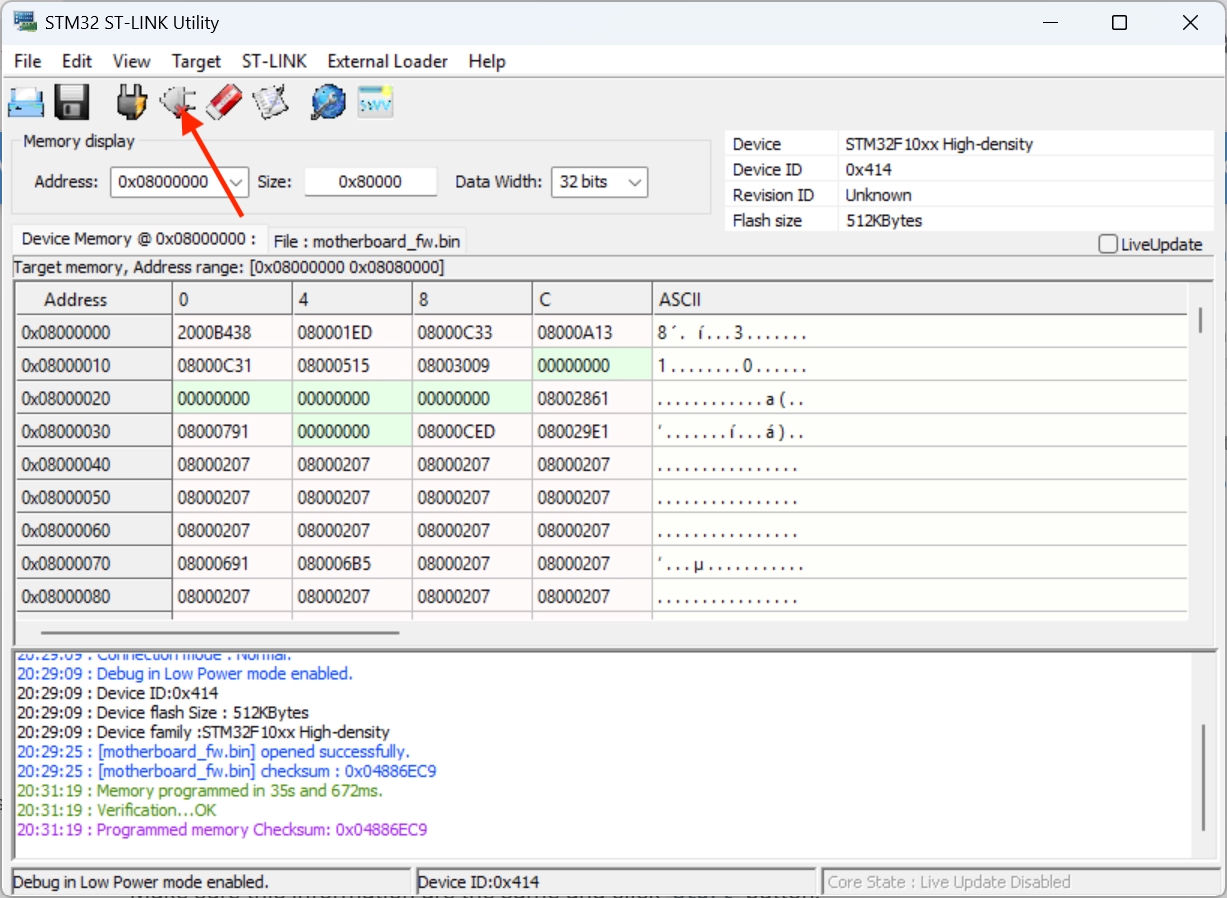 STM32 ST-LINK Utility
File Edit View Target ST-LINK External Loader Help
SWV
Memory display
Address: 0x08000000 Size: 0x80000 Data Width: 32 bits
Device STM32F10xx High-density
Device ID 0x414
Revision ID Unknown
Flash size 512KBytes
LiveUpdate
Device Memory @ 0x08000000 : File : motherboard_fw.bin
Target memory, Address range: [0x08000000 0x08080000]
Address 0 4 8 C ASCII
0x08000000 2000B438 080001ED 08000C33 08000A13 8´. í...3.......
0x08000010 08000C31 08000515 08003009 00000000 1........0......
0x08000020 00000000 00000000 00000000 08002861 ............a(..
0x08000030 08000791 00000000 08000CED 080029E1 ‘.......í...á)..
0x08000040 08000207 08000207 08000207 08000207 ................
0x08000050 08000207 08000207 08000207 08000207 ................
0x08000060 08000207 08000207 08000207 08000207 ................
0x08000070 08000691 080006B5 08000207 08000207 ‘...µ...........
0x08000080 08000207 08000207 08000207 08000207 ................
20:29:09 : Connection mode : Normal.
20:29:09 : Debug in Low Power mode enabled.
20:29:09 : Device ID:0x414
20:29:09 : Device flash Size : 512KBytes
20:29:09 : Device family :STM32F10xx High-density
20:29:25 : [motherboard_fw.bin] opened successfully.
20:29:25 : [motherboard_fw.bin] checksum : 0x04886EC9
20:31:19 : Memory programmed in 35s and 672ms.
20:31:19 : Verification...OK
20:31:19 : Programmed memory Checksum: 0x04886EC9
Debug in Low Power mode enabled. Device ID:0x414 Core State : Live Update Disabled